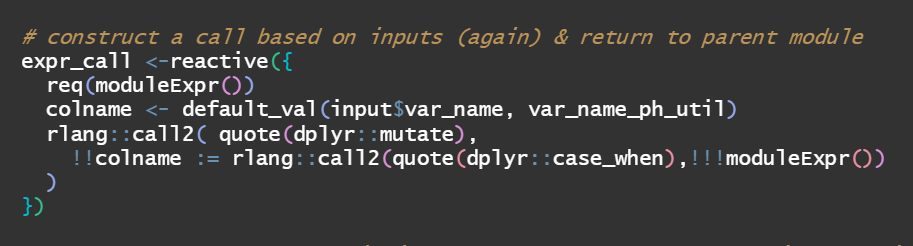 # construct a call based on inputs (again) & return to parent module
expr_call <-reactive({
  req(moduleExpr())
  colname <- default_val(input$var_name, var_name_ph_util)
  rlang::call2( quote(dplyr::mutate),
    !!colname := rlang::call2(quote(dplyr::case_when),!!!moduleExpr())
  )
})